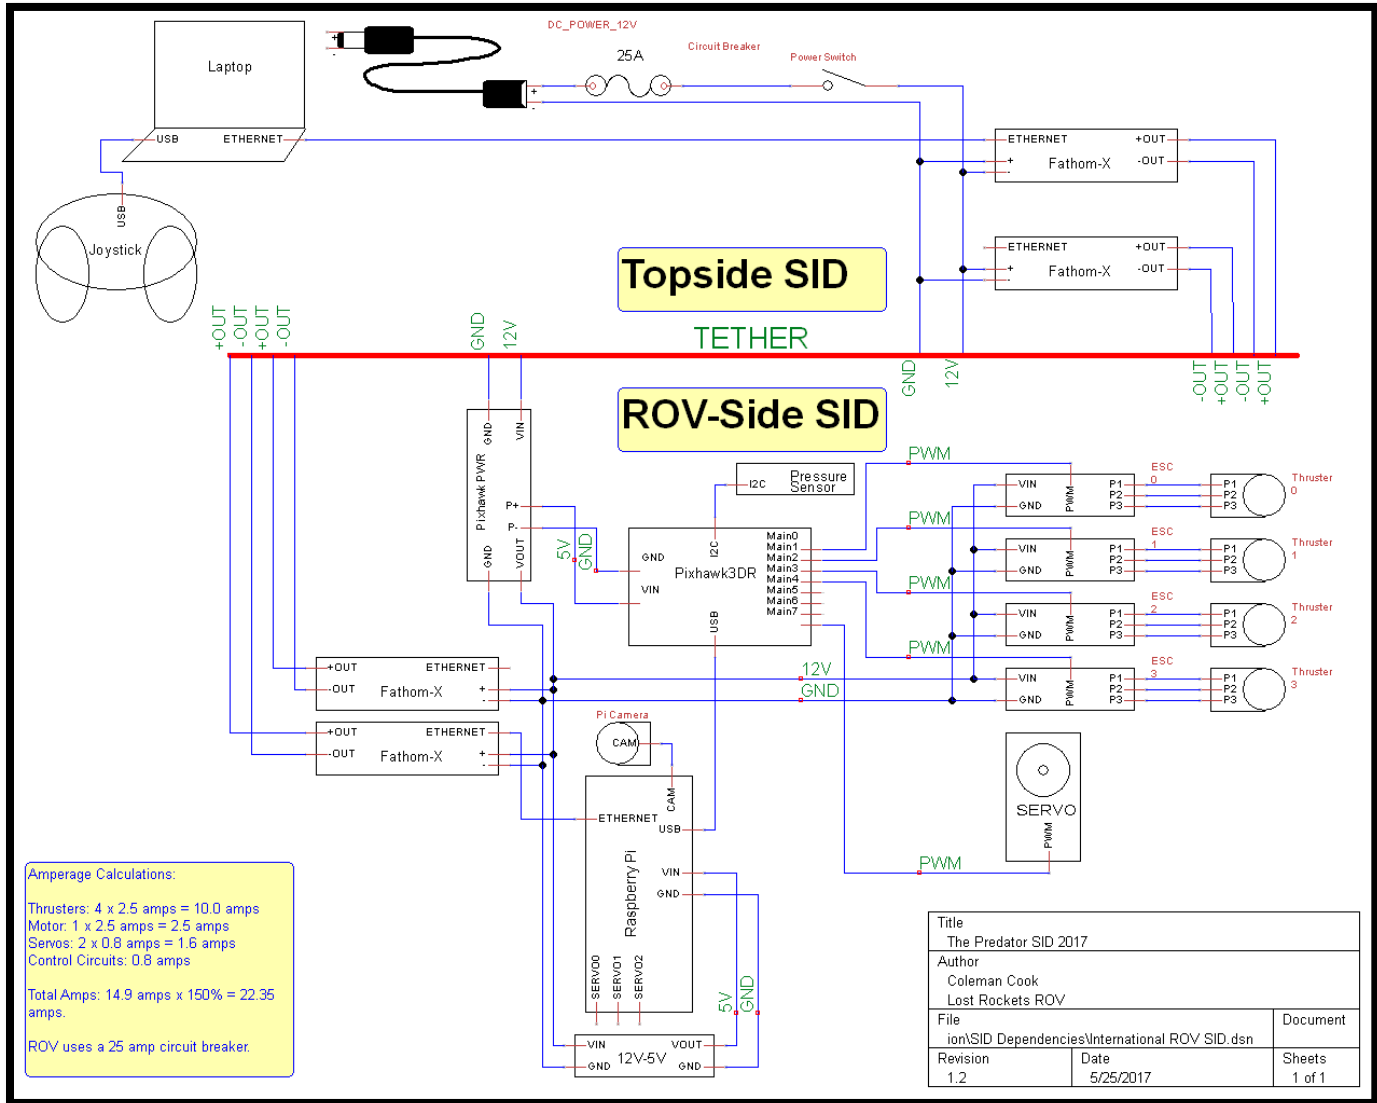 DC_POWER_12V
25A
Circuit Breaker
Power Switch
+
-
+
-
Laptop
USB
ETHERNET
USB
Joystick
ETHERNET
+OUT
+
-OUT
-
Fathom-X
ETHERNET
+OUT
+
-OUT
-
Fathom-X
Topside SID
TETHER
+OUT
-OUT
+OUT
-OUT
GND
12V
GND
12V
-OUT
+OUT
-OUT
+OUT
ROV-Side SID
GND
VIN
Pixhawk PWR
P+
P-
GND
VOUT
5V
GND
I2C
Pressure
Sensor
GND
VIN
I2C
Pixhawk3DR
USB
Main0
Main1
Main2
Main3
Main4
Main5
Main6
Main7
PWM
PWM
PWM
PWM
VIN
GND
PWM
P1
P2
P3
ESC
0
P1
P2
P3
Thruster
0
VIN
GND
PWM
P1
P2
P3
ESC
1
P1
P2
P3
Thruster
1
VIN
GND
PWM
P1
P2
P3
ESC
2
P1
P2
P3
Thruster
2
VIN
GND
PWM
P1
P2
P3
ESC
3
P1
P2
P3
Thruster
3
12V
GND
+OUT
ETHERNET
-OUT
+
-
Fathom-X
+OUT
ETHERNET
-OUT
+
-
Fathom-X
Pi Camera
CAM
CAM
ETHERNET
USB
VIN
GND
Raspberry Pi
SERVO0
SERVO1
SERVO2
5V
GND
VIN
GND
12V-5V
VOUT
GND
SERVO
PWM
PWM
Amperage Calculations:
Thrusters: 4 x 2.5 amps = 10.0 amps
Motor: 1 x 2.5 amps = 2.5 amps
Servos: 2 x 0.8 amps = 1.6 amps
Control Circuits: 0.8 amps
Total Amps: 14.9 amps x 150% = 22.35
amps.
ROV uses a 25 amp circuit breaker.
Title
The Predator SID 2017
Author
Coleman Cook
Lost Rockets ROV
File
ion\SID Dependencies\International ROV SID.dsn
Document
Revision
1.2
Date
5/25/2017
Sheets
1 of 1